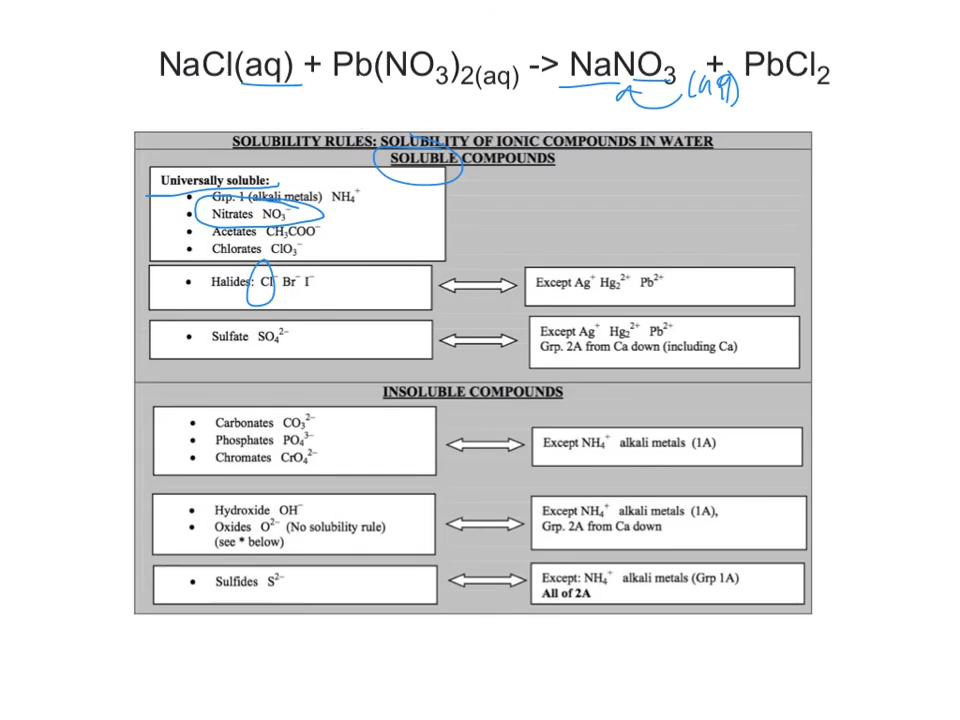 NaCl(aq) + Pb(NO₃)₂(aq) -> NaNO₃ + PbCl₂
(aq)
SOLUBILITY RULES: SOLUBILITY OF IONIC COMPOUNDS IN WATER
SOLUBLE COMPOUNDS
Universally soluble:
• Grp. 1 (alkali metals) NH₄⁺
• Nitrates NO₃⁻
• Acetates CH₃COO⁻
• Chlorates ClO₃⁻
• Halides: Cl⁻ Br⁻ I⁻
Except Ag⁺ Hg₂²⁺ Pb²⁺
• Sulfate SO₄²⁻
Except Ag⁺ Hg₂²⁺ Pb²⁺
Grp. 2A from Ca down (including Ca)
INSOLUBLE COMPOUNDS
• Carbonates CO₃²⁻
• Phosphates PO₄³⁻
• Chromates CrO₄²⁻
Except NH₄⁺ alkali metals (1A)
• Hydroxide OH⁻
• Oxides O²⁻ (No solubility rule)
(see * below)
Except NH₄⁺ alkali metals (1A),
Grp. 2A from Ca down
• Sulfides S²⁻
Except: NH₄⁺ alkali metals (Grp 1A)
All of 2A